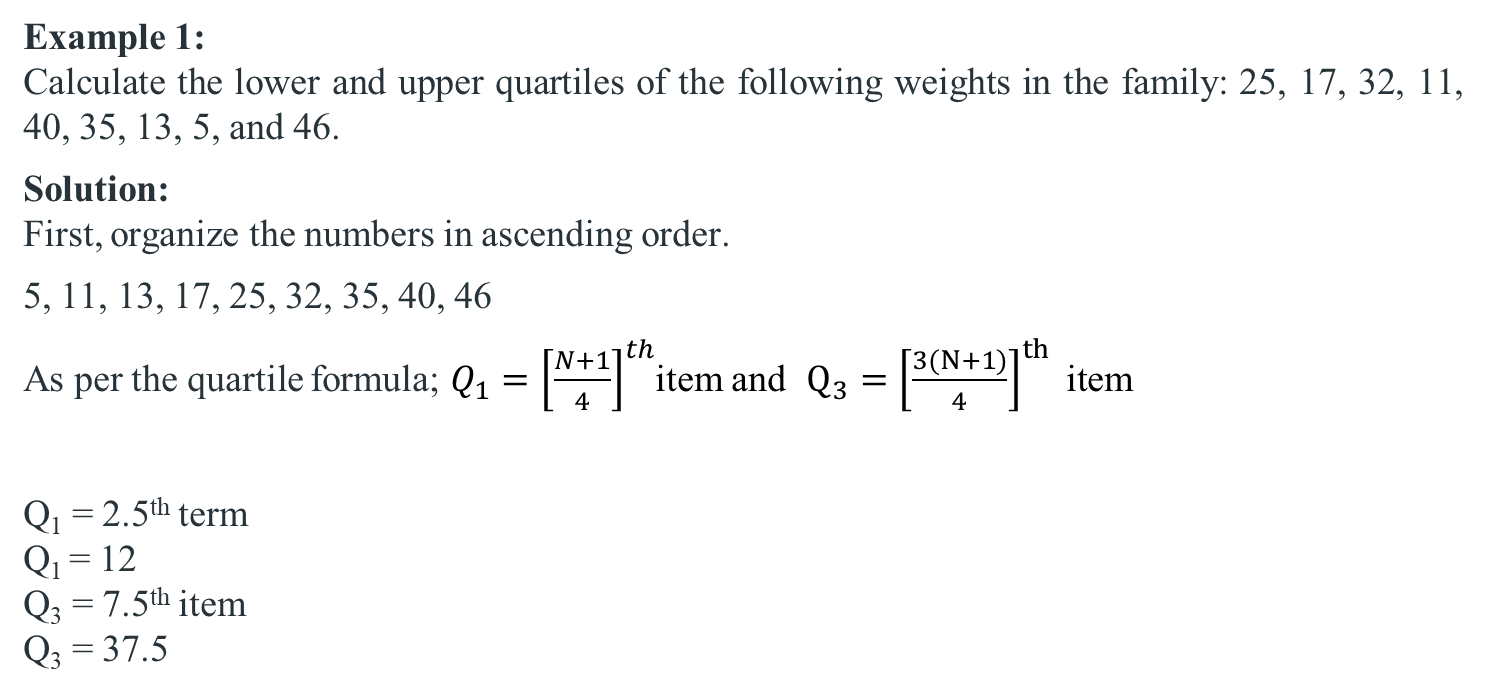 Example 1:
Calculate the lower and upper quartiles of the following weights in the family: 25, 17, 32, 11,
40, 35, 13, 5, and 46.
Solution:
First, organize the numbers in ascending order.
5, 11, 13, 17, 25, 32, 35, 40, 46
As per the quartile formula; Q₁ = [(N+1)/4]ᵗʰ item and Q₃ = [3(N+1)/4]ᵗʰ item
Q₁ = 2.5ᵗʰ term
Q₁ = 12
Q₃ = 7.5ᵗʰ item
Q₃ = 37.5